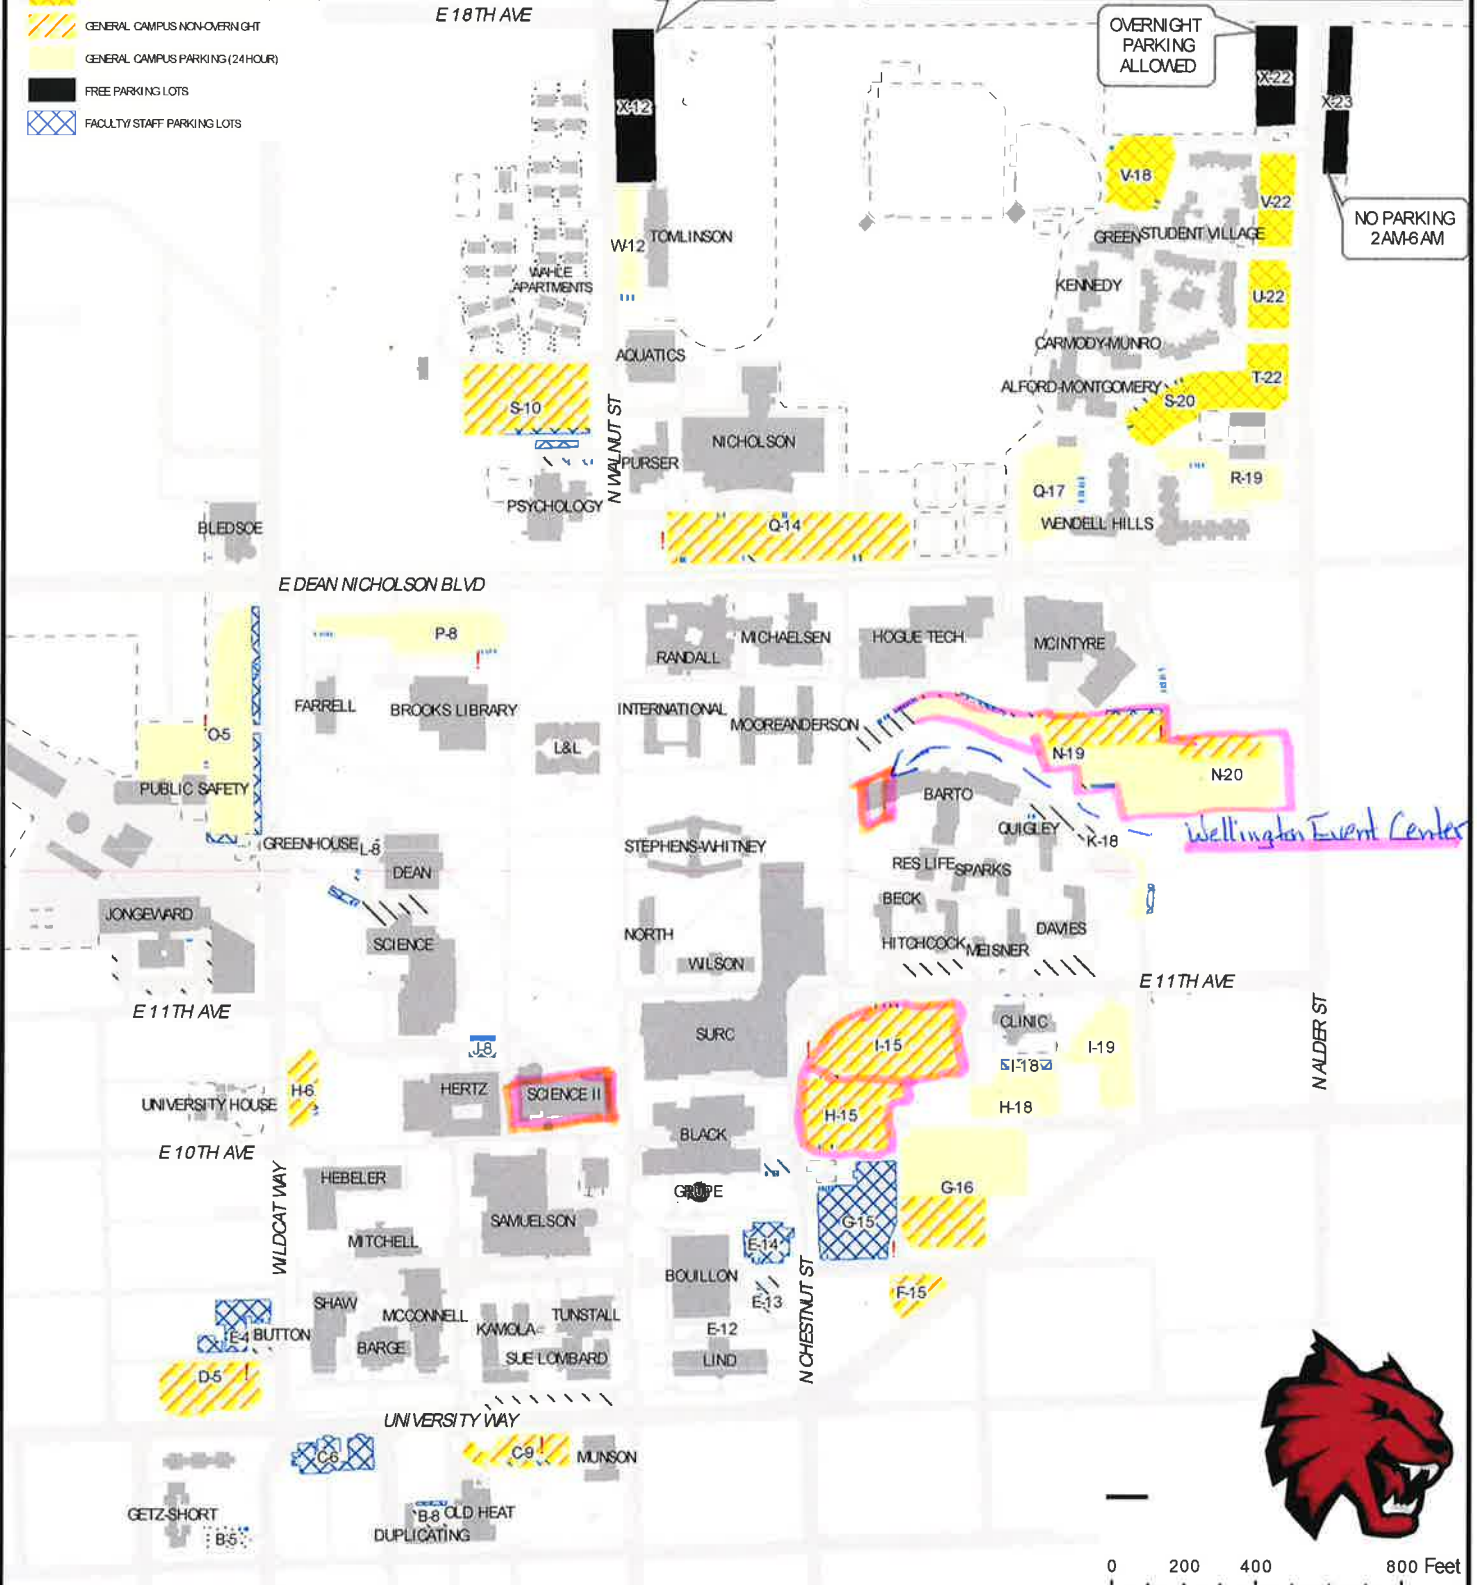 E 18TH AVE
GENERAL CAMPUS NON-OVERNIGHT
GENERAL CAMPUS PARKING (24 HOUR)
FREE PARKING LOTS
FACULTY/ STAFF PARKING LOTS
OVERNIGHT
PARKING
ALLOWED
X-12
X-22
X-23
V-18
V-22
NO PARKING
2AM-6AM
W-12
TOMLINSON
GREEN
STUDENT VILLAGE
WAHLE
APARTMENTS
KENNEDY
U-22
AQUATICS
CARMODY-MUNRO
ALFORD-MONTGOMERY
T-22
S-20
S-10
N WALNUT ST
NICHOLSON
PURSER
Q-17
R-19
PSYCHOLOGY
BLEDSOE
Q-14
WENDELL HILLS
E DEAN NICHOLSON BLVD
P-8
RANDALL
MICHAELSEN
HOGUE TECH
MCINTYRE
FARRELL
BROOKS LIBRARY
INTERNATIONAL
MOORE
ANDERSON
O-5
L&L
N-19
N-20
PUBLIC SAFETY
BARTO
QUIGLEY
K-18
Wellington Event Center
GREENHOUSE
L-8
DEAN
STEPHENS-WHITNEY
RES LIFE
SPARKS
BECK
JONGEWARD
SCIENCE
NORTH
WILSON
HITCHCOCK
MEISNER
DAVIES
E 11TH AVE
E 11TH AVE
N ALDER ST
SURC
CLINIC
J-8
I-15
I-18
I-19
H-6
HERTZ
SCIENCE II
UNIVERSITY HOUSE
H-15
H-18
E 10TH AVE
BLACK
WILDCAT WAY
HEBELER
G-16
SAMUELSON
G-15
MITCHELL
E-14
BOUILLON
N CHESTNUT ST
F-15
E-13
SHAW
MCCONNELL
KAMOLA
TUNSTALL
E-12
E-4
BUTTON
BARGE
SUE LOMBARD
LIND
D-5
UNIVERSITY WAY
C-6
C-9
MUNSON
GETZ-SHORT
B-5
B-8
OLD HEAT
DUPLICATING
0 200 400 800 Feet